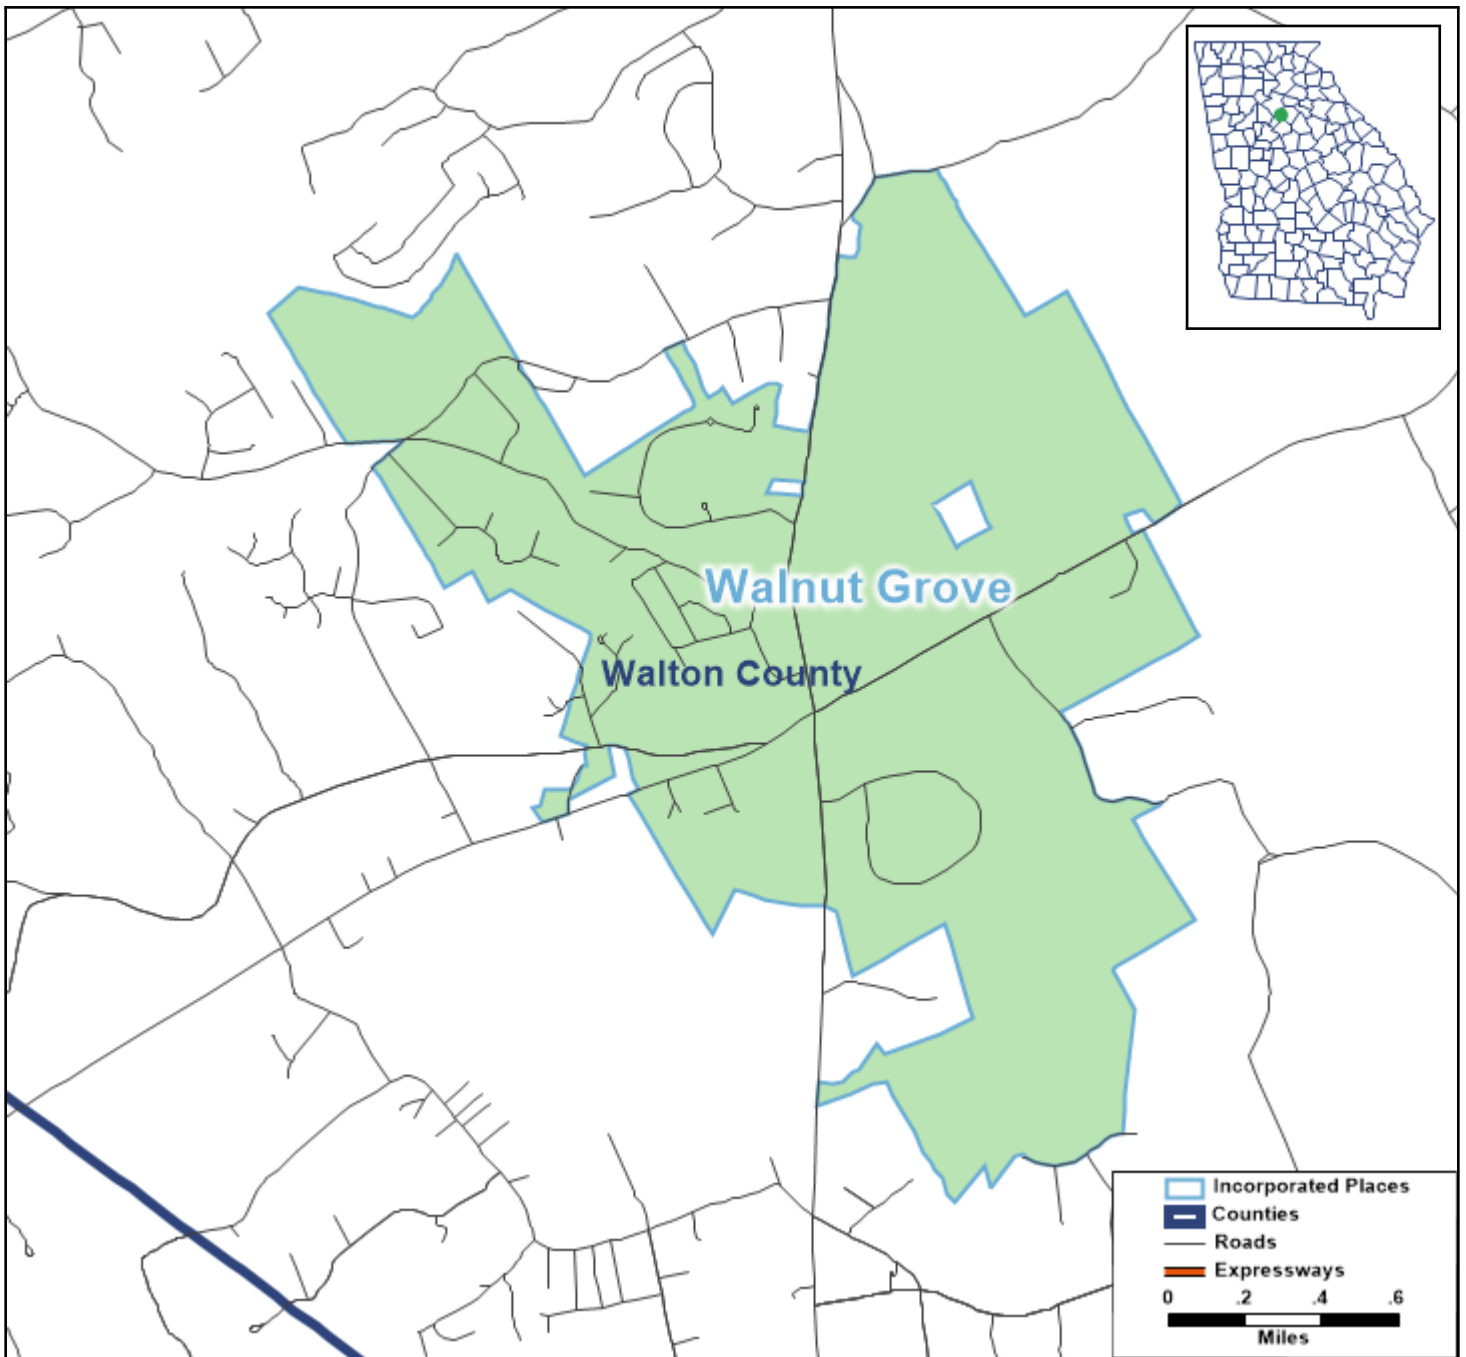 Walnut Grove
Walton County
Incorporated Places
Counties
Roads
Expressways
0 .2 .4 .6
Miles